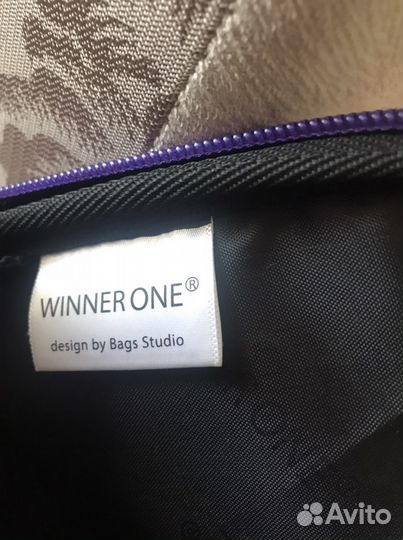 WINNER ONE®
design by Bags Studio
Avito